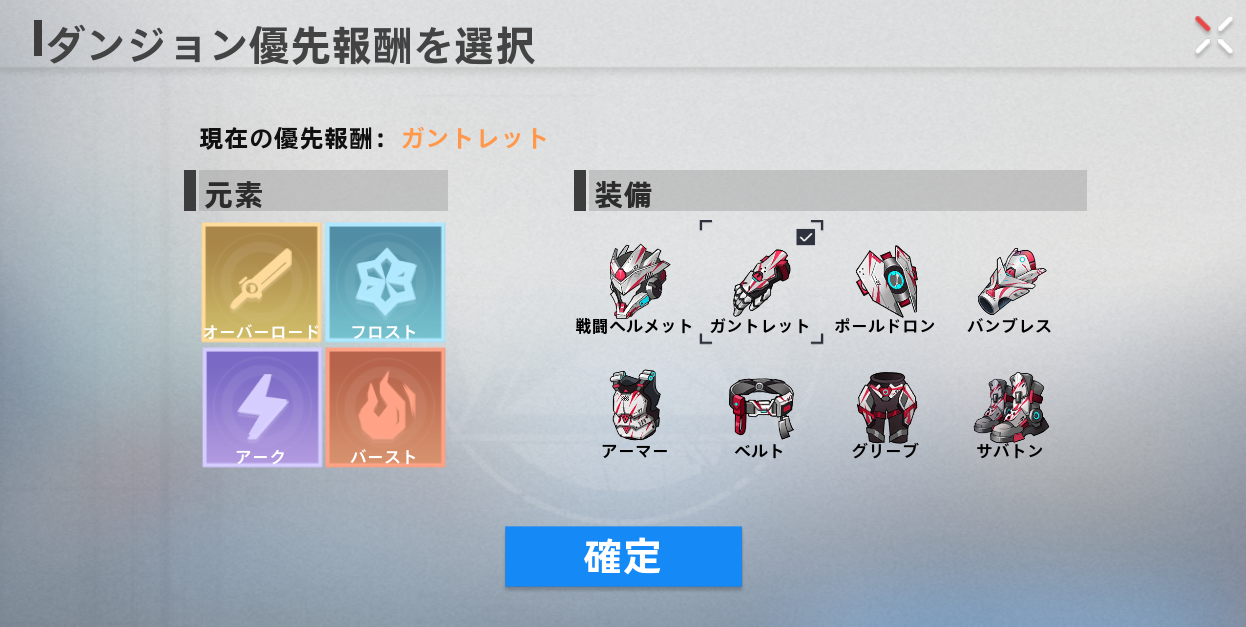 ダンジョン優先報酬を選択
現在の優先報酬： ガントレット
元素
装備
オーバーロード
フロスト
戦闘ヘルメット
ガントレット
ポールドロン
バンブレス
アーク
バースト
アーマー
ベルト
グリーブ
サバトン
確定